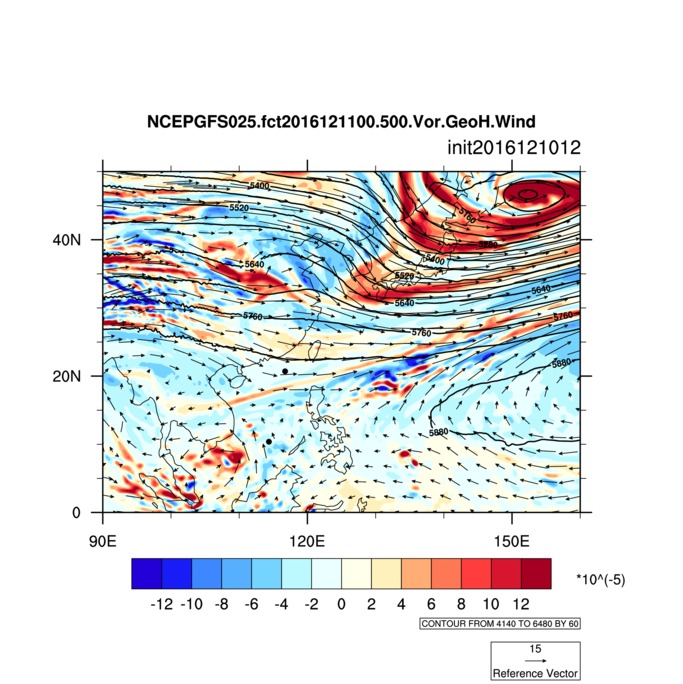 NCEPGFS025.fct2016121100.500.Vor.GeoH.Wind
init2016121012
5400
5520
5640
5760
5760
5280
5400
5520
5640
5640
5760
5760
5880
5880
40N
20N
0
90E 120E 150E
-12 -10 -8 -6 -4 -2 0 2 4 6 8 10 12
*10^(-5)
CONTOUR FROM 4140 TO 6480 BY 60
15
Reference Vector